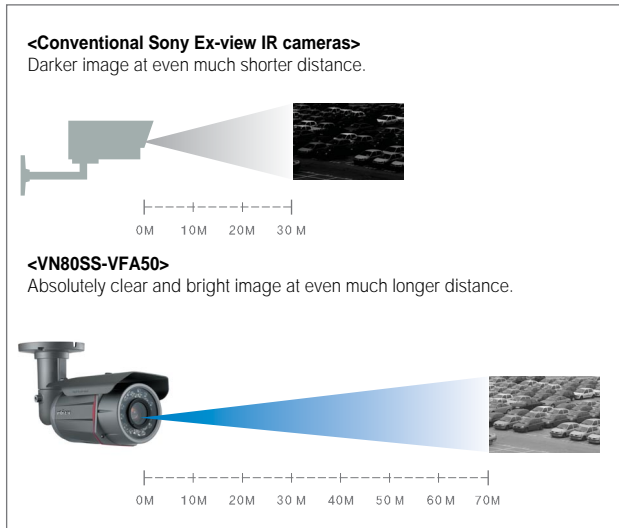 <Conventional Sony Ex-view IR cameras>
Darker image at even much shorter distance.
0M 10M 20M 30 M
<VN80SS-VFA50>
Absolutely clear and bright image at even much longer distance.
0M 10M 20M 30 M 40M 50 M 60 M 70M